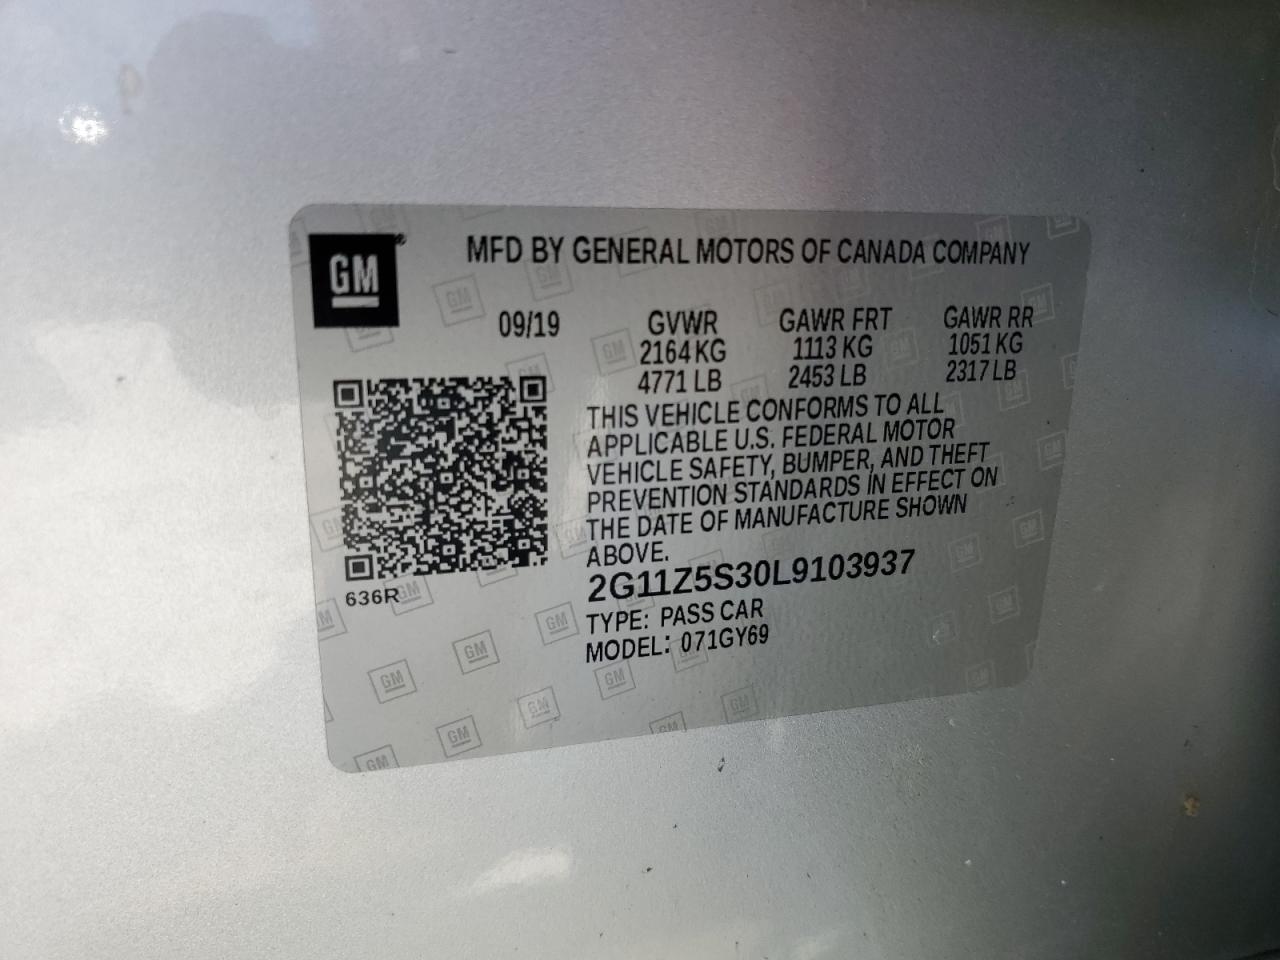 GM
MFD BY GENERAL MOTORS OF CANADA COMPANY
09/19
GVWR
2164 KG
4771 LB
GAWR FRT
1113 KG
2453 LB
GAWR RR
1051 KG
2317 LB
THIS VEHICLE CONFORMS TO ALL
APPLICABLE U.S. FEDERAL MOTOR
VEHICLE SAFETY, BUMPER, AND THEFT
PREVENTION STANDARDS IN EFFECT ON
THE DATE OF MANUFACTURE SHOWN
ABOVE.
2G11Z5S30L9103937
TYPE: PASS CAR
MODEL: 071GY69
636R